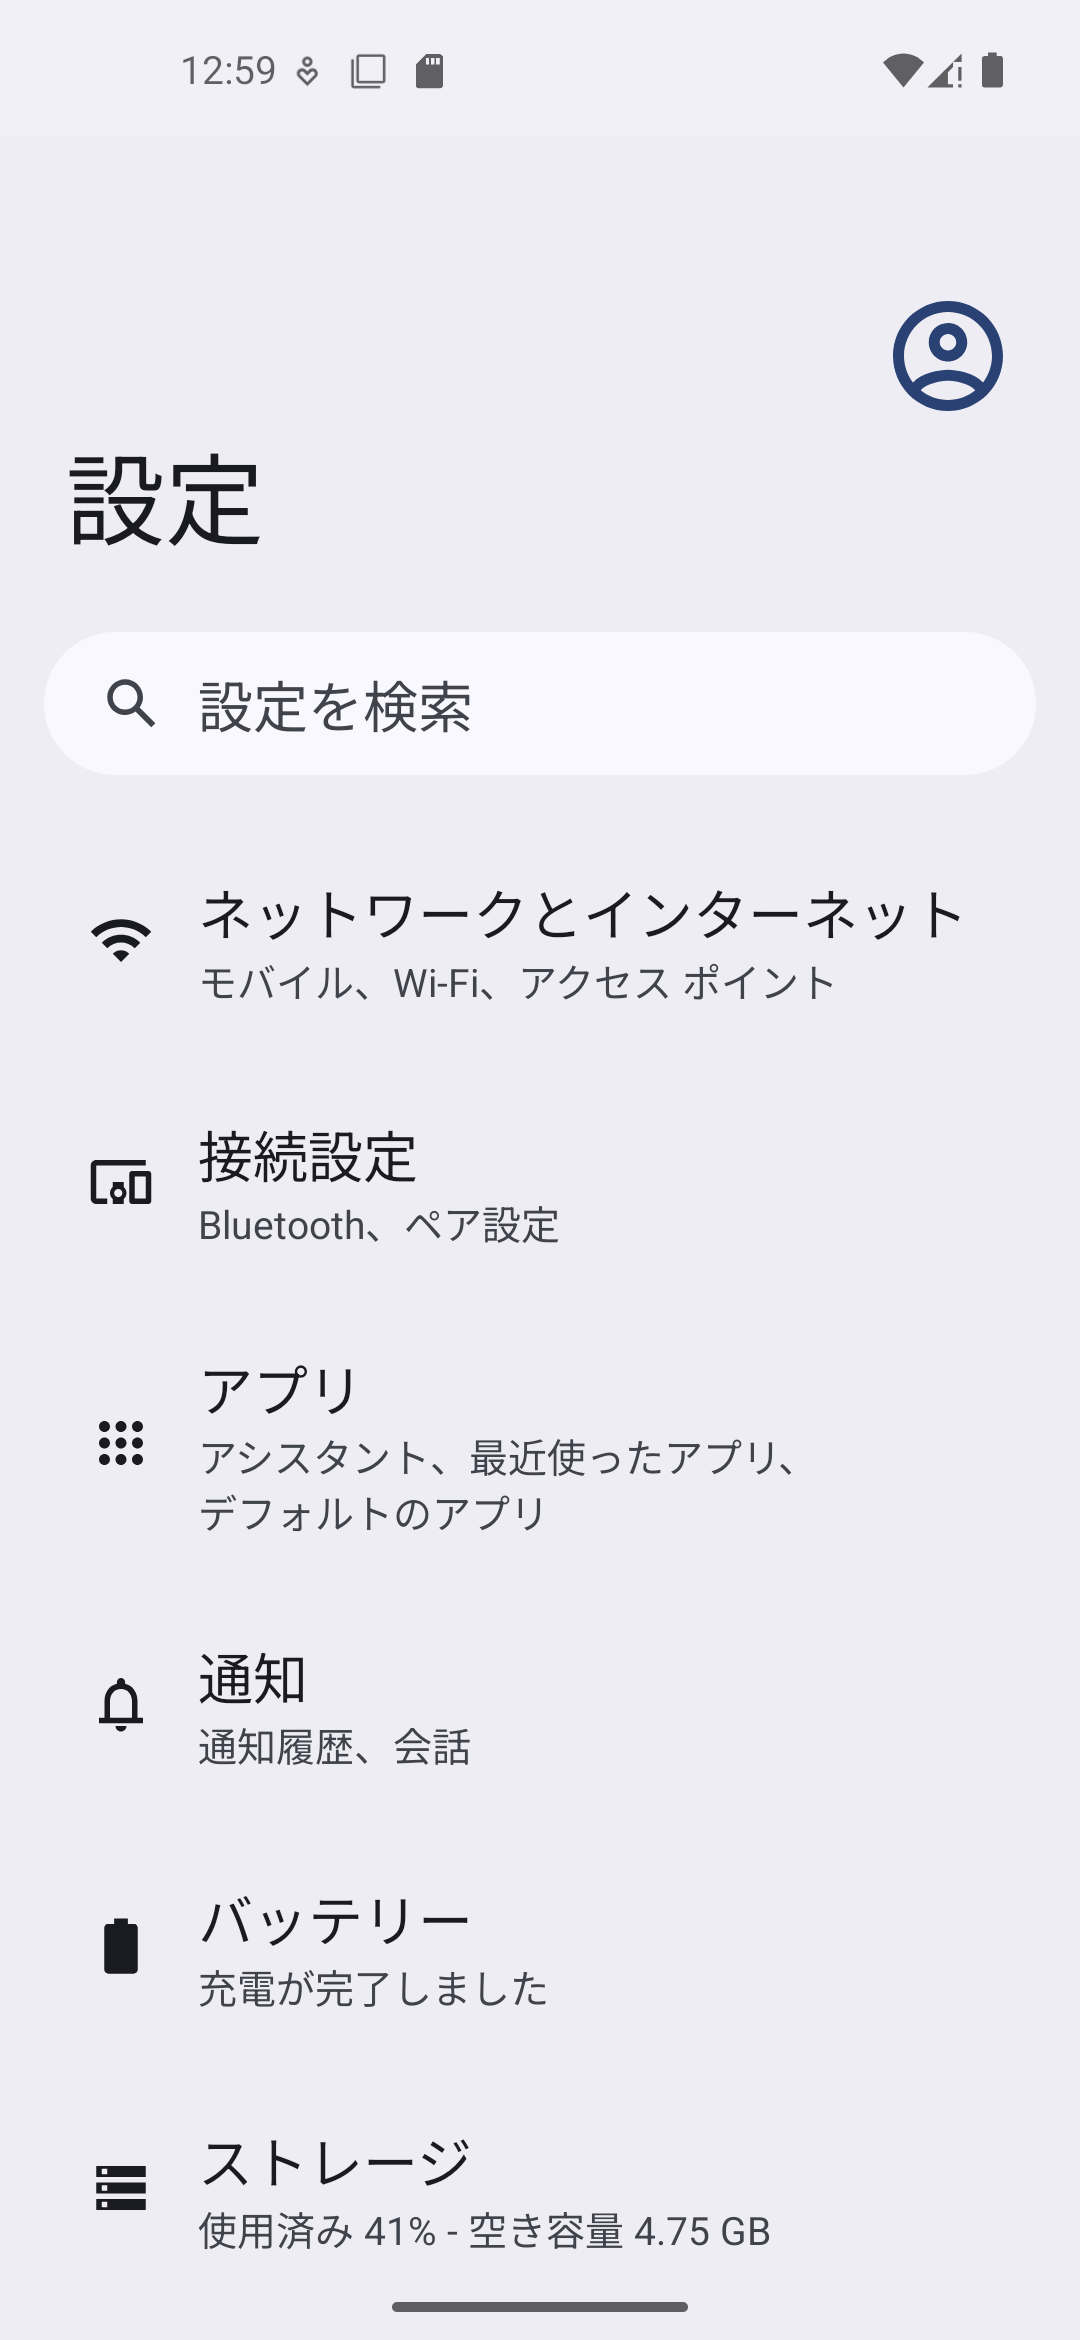 12:59
設定
設定を検索
ネットワークとインターネット
モバイル、Wi-Fi、アクセス ポイント
接続設定
Bluetooth、ペア設定
アプリ
アシスタント、最近使ったアプリ、
デフォルトのアプリ
通知
通知履歴、会話
バッテリー
充電が完了しました
ストレージ
使用済み 41% - 空き容量 4.75 GB